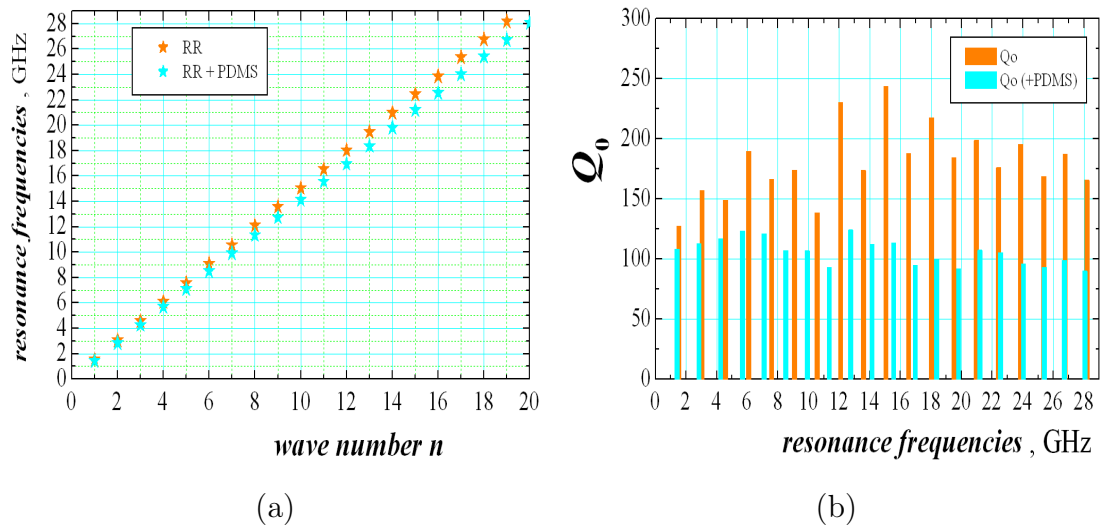 resonance frequencies , GHz
28
26
24
22
20
18
16
14
12
10
8
6
4
2
0
RR
RR + PDMS
0 2 4 6 8 10 12 14 16 18 20
wave number n
(a)
Q0
300
250
200
150
100
50
0
Qo
Qo (+PDMS)
0 2 4 6 8 10 12 14 16 18 20 22 24 26 28
resonance frequencies , GHz
(b)